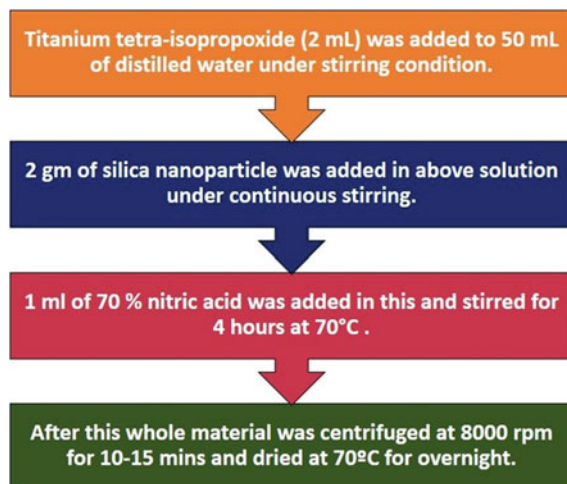 Titanium tetra-isopropoxide (2 mL) was added to 50 mL
of distilled water under stirring condition.
2 gm of silica nanoparticle was added in above solution
under continuous stirring.
1 ml of 70 % nitric acid was added in this and stirred for
4 hours at 70°C .
After this whole material was centrifuged at 8000 rpm
for 10-15 mins and dried at 70ºC for overnight.